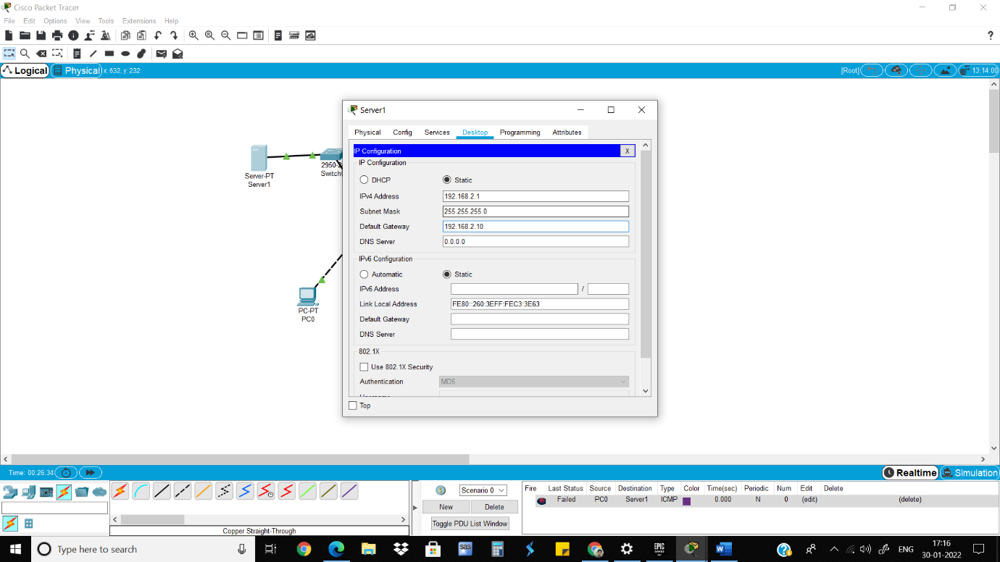 Cisco Packet Tracer
File Edit Options View Tools Extensions Help
?
Logical Physical x: 632, y: 232 [Root] 13:14:00
Server1
Physical Config Services Desktop Programming Attributes
IP Configuration X
IP Configuration
DHCP Static
IPv4 Address 192.168.2.1
Subnet Mask 255.255.255.0
Default Gateway 192.168.2.10
DNS Server 0.0.0.0
IPv6 Configuration
Automatic Static
IPv6 Address /
Link Local Address FE80::260:3EFF:FEC3:3E63
Default Gateway
DNS Server
802.1X
Use 802.1X Security
Authentication MD5
Top
2950-2
Switch
Server-PT
Server1
PC-PT
PC0
Time: 00:26:34 Realtime Simulation
Scenario 0
New Delete
Toggle PDU List Window
Fire Last Status Source Destination Type Color Time(sec) Periodic Num Edit Delete
Failed PC0 Server1 ICMP 0.000 N 0 (edit) (delete)
Copper Straight-Through
Type here to search
sas
EPIC GAMES
W
ENG
17:16
30-01-2022